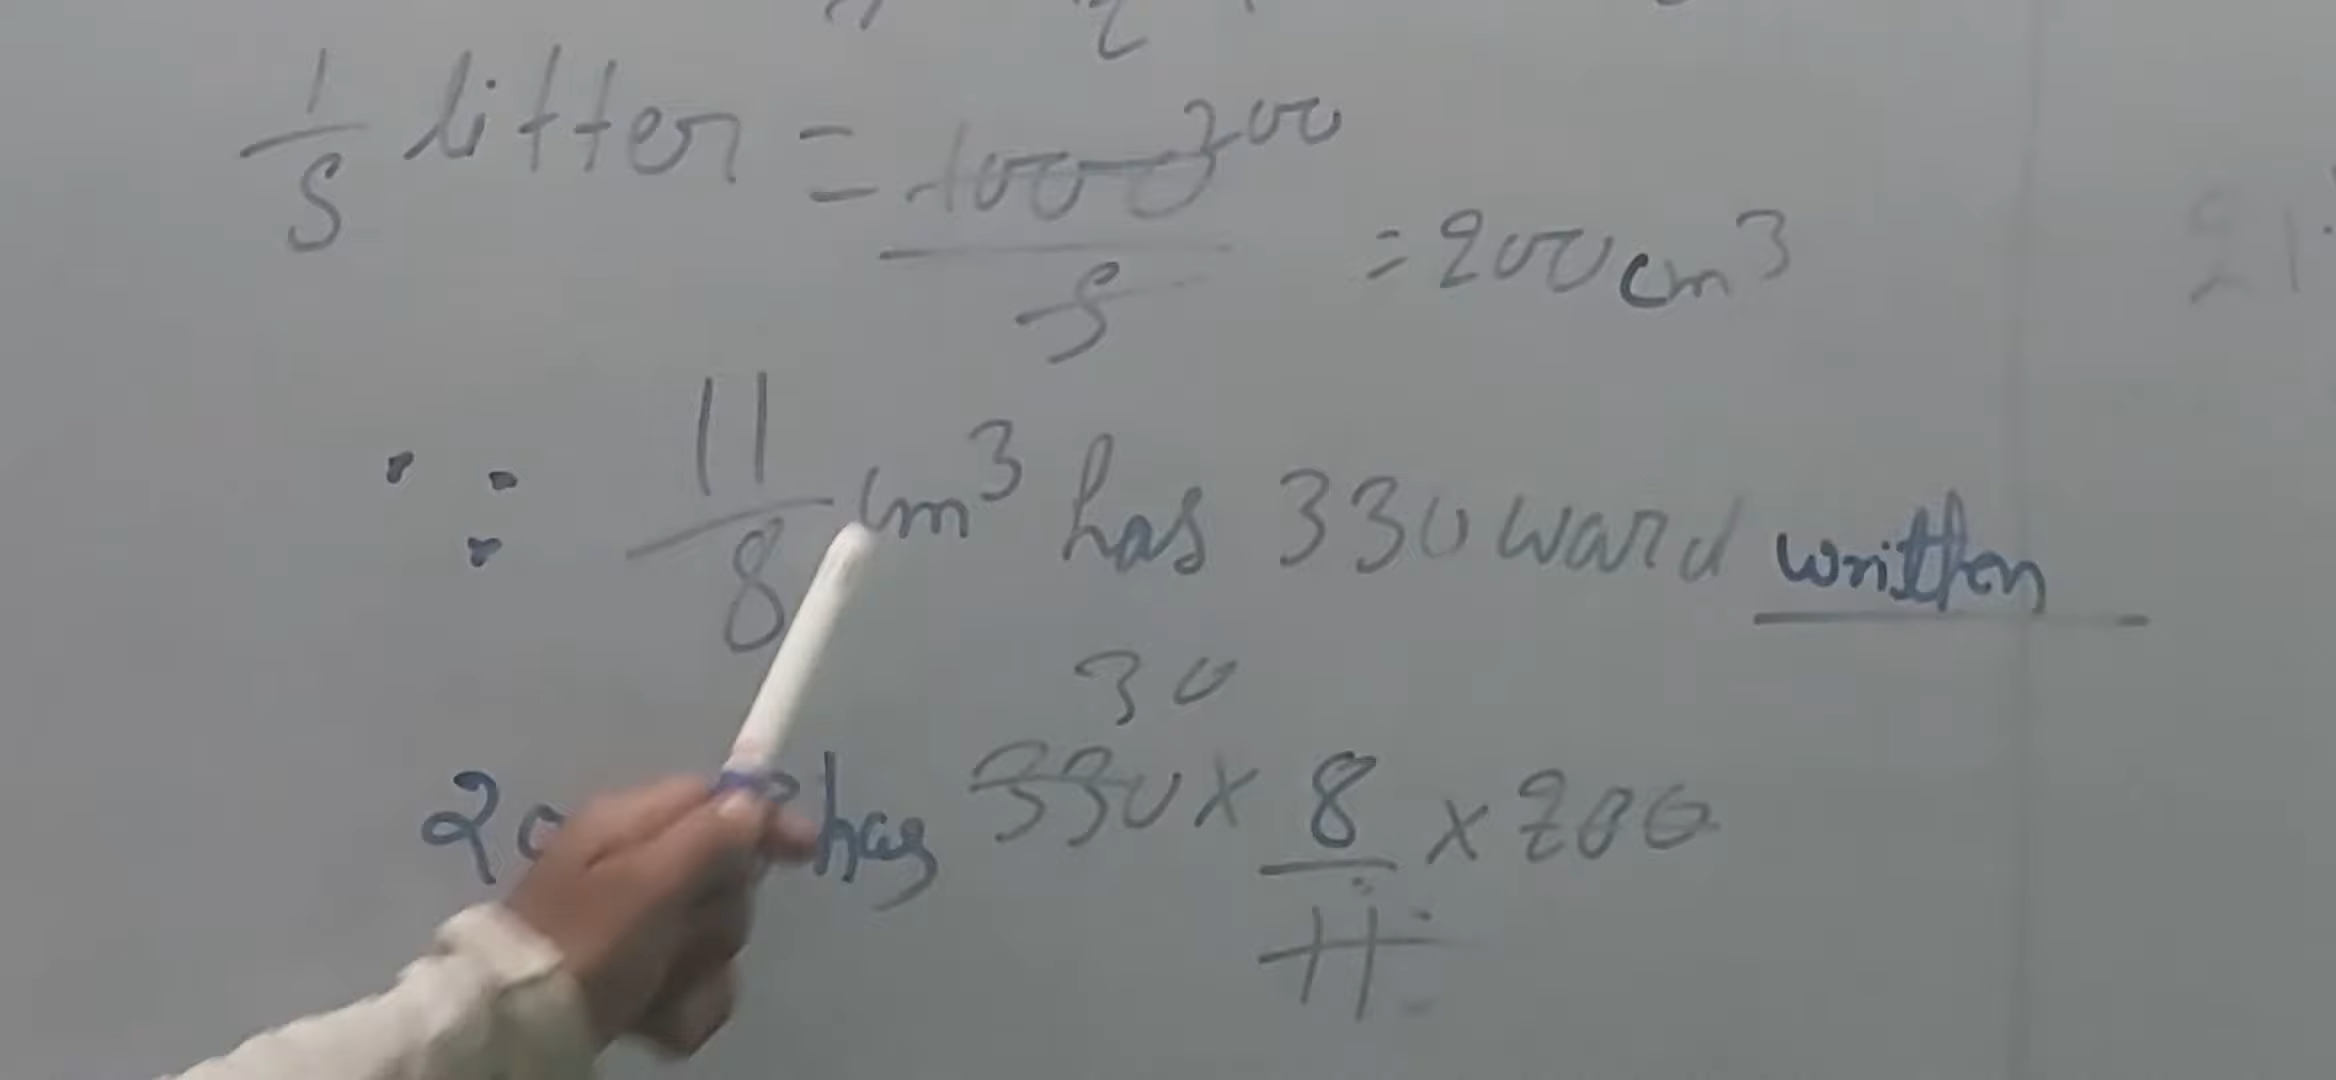 1/5 litter = 1000/5 200 = 200 cm³
∵ 11/8 cm³ has 330 ward written
30
has 330 × 8/11 × 200